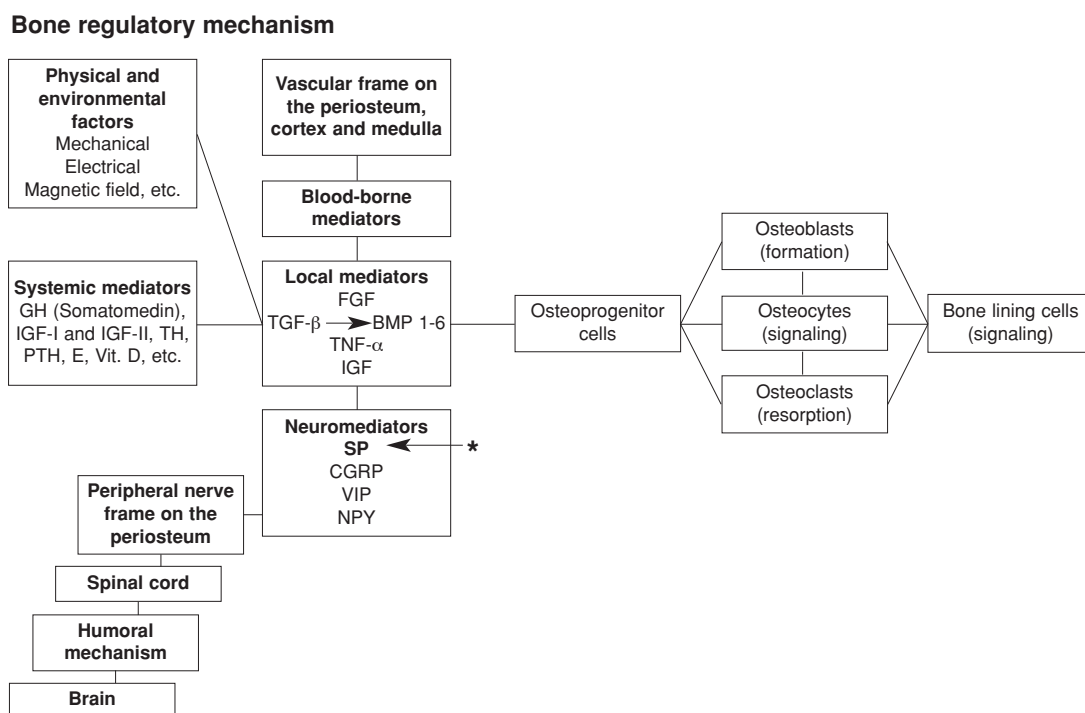 Bone regulatory mechanism
Physical and
environmental
factors
Mechanical
Electrical
Magnetic field, etc.
Vascular frame on
the periosteum,
cortex and medulla
Blood-borne
mediators
Systemic mediators
GH (Somatomedin),
IGF-I and IGF-II, TH,
PTH, E, Vit. D, etc.
Local mediators
FGF
TGF-β BMP 1-6
TNF-α
IGF
Neuromediators
SP *
CGRP
VIP
NPY
Peripheral nerve
frame on the
periosteum
Spinal cord
Humoral
mechanism
Brain
Osteoprogenitor
cells
Osteoblasts
(formation)
Osteocytes
(signaling)
Osteoclasts
(resorption)
Bone lining cells
(signaling)